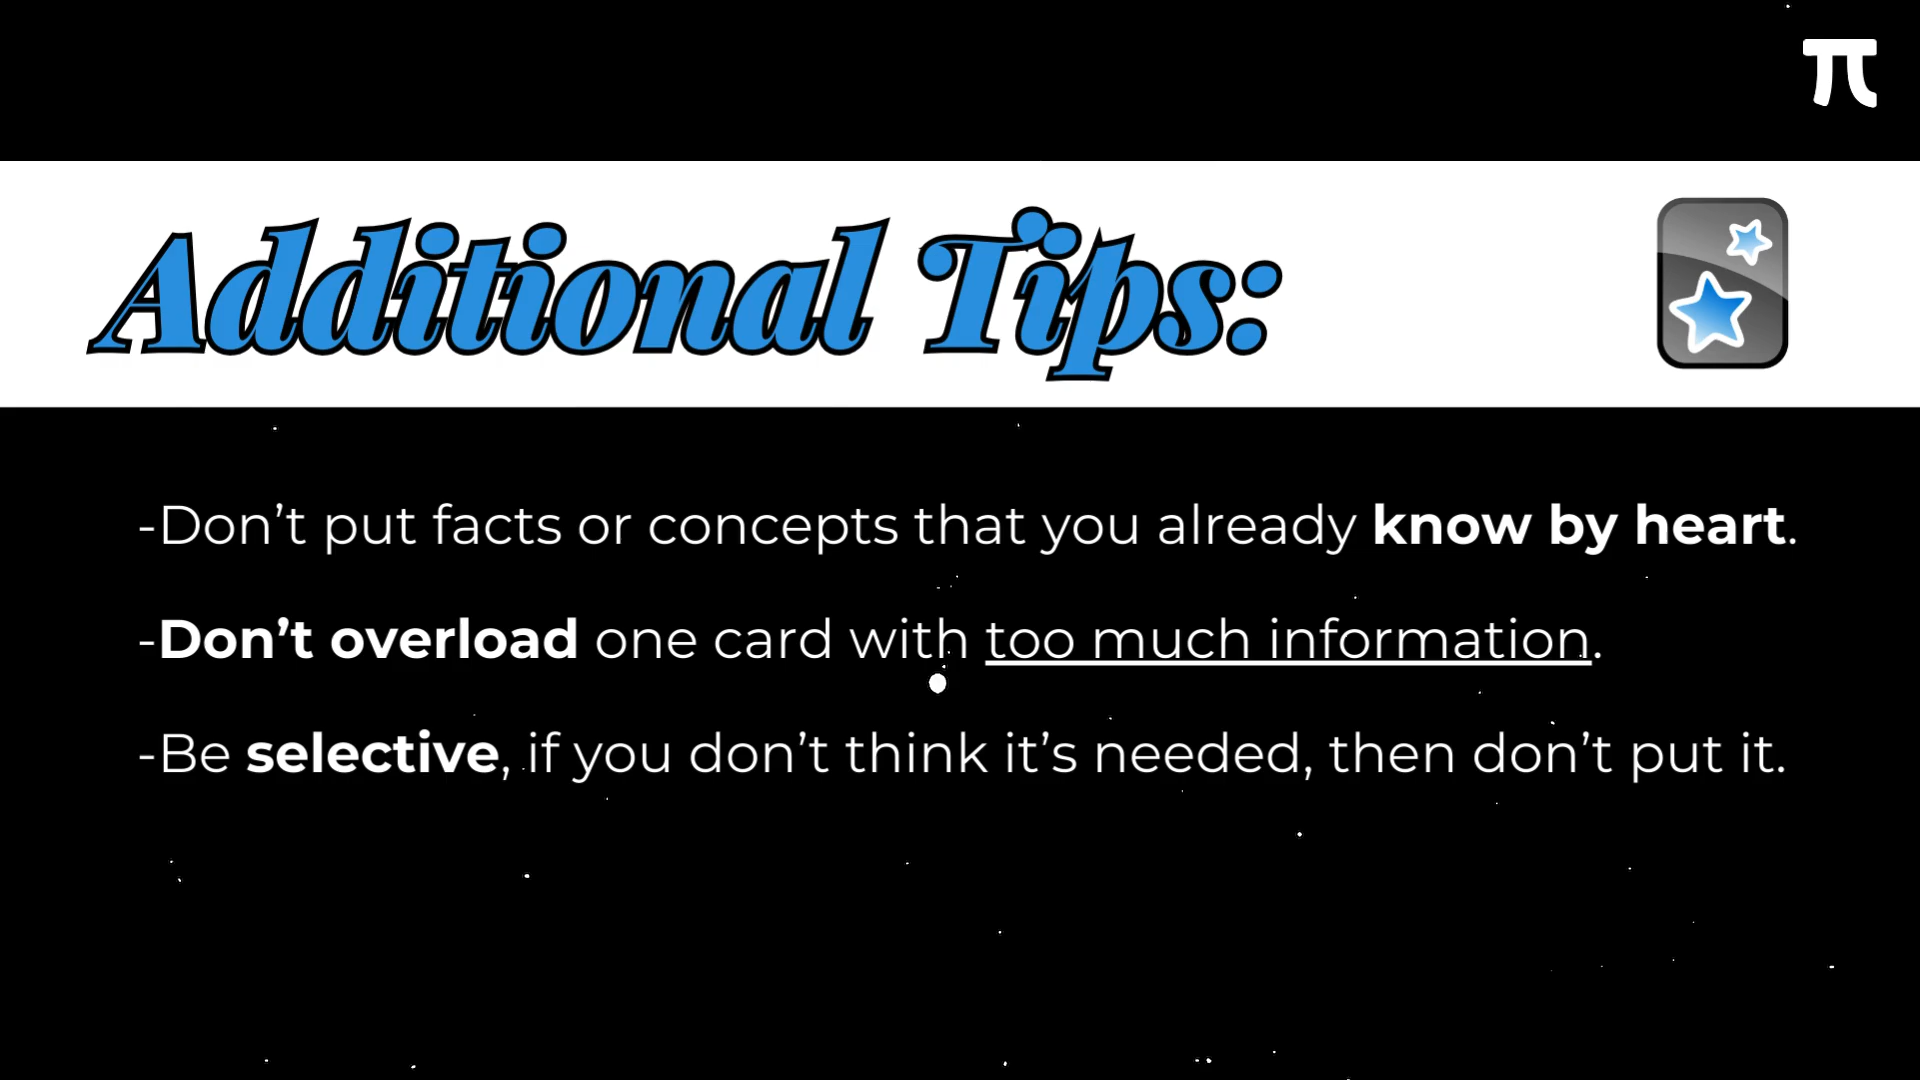 π
Additional Tips:
-Don’t put facts or concepts that you already know by heart.
-Don’t overload one card with too much information.
-Be selective, if you don’t think it’s needed, then don’t put it.